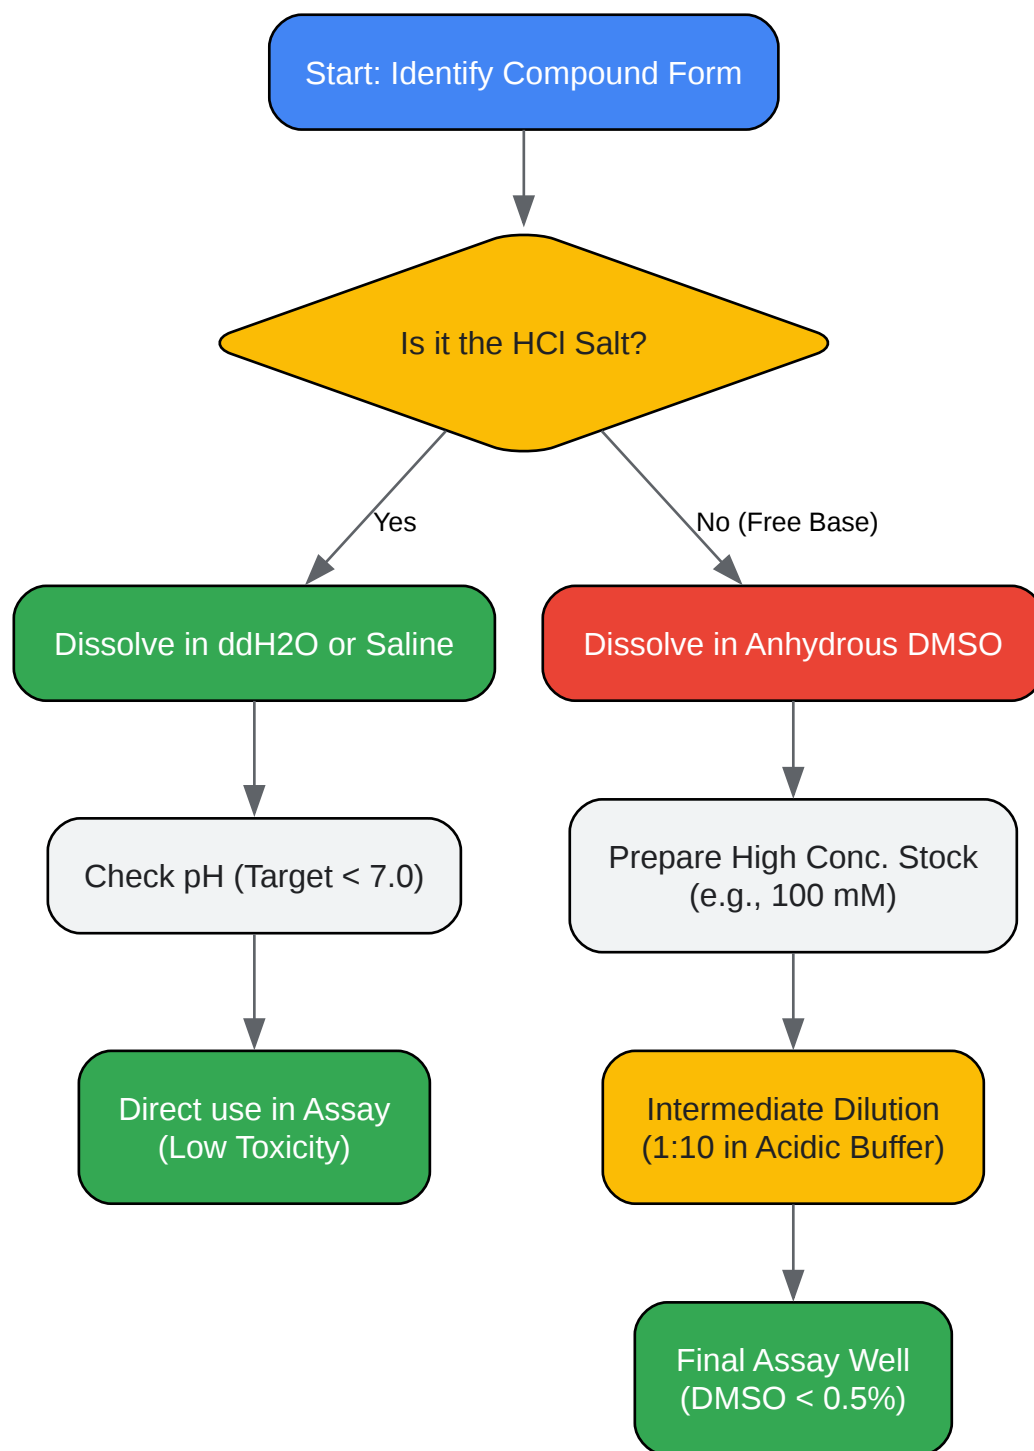 Start: Identify Compound Form
Is it the HCl Salt?
Yes
No (Free Base)
Dissolve in ddH2O or Saline
Dissolve in Anhydrous DMSO
Check pH (Target < 7.0)
Prepare High Conc. Stock
(e.g., 100 mM)
Direct use in Assay
(Low Toxicity)
Intermediate Dilution
(1:10 in Acidic Buffer)
Final Assay Well
(DMSO < 0.5%)